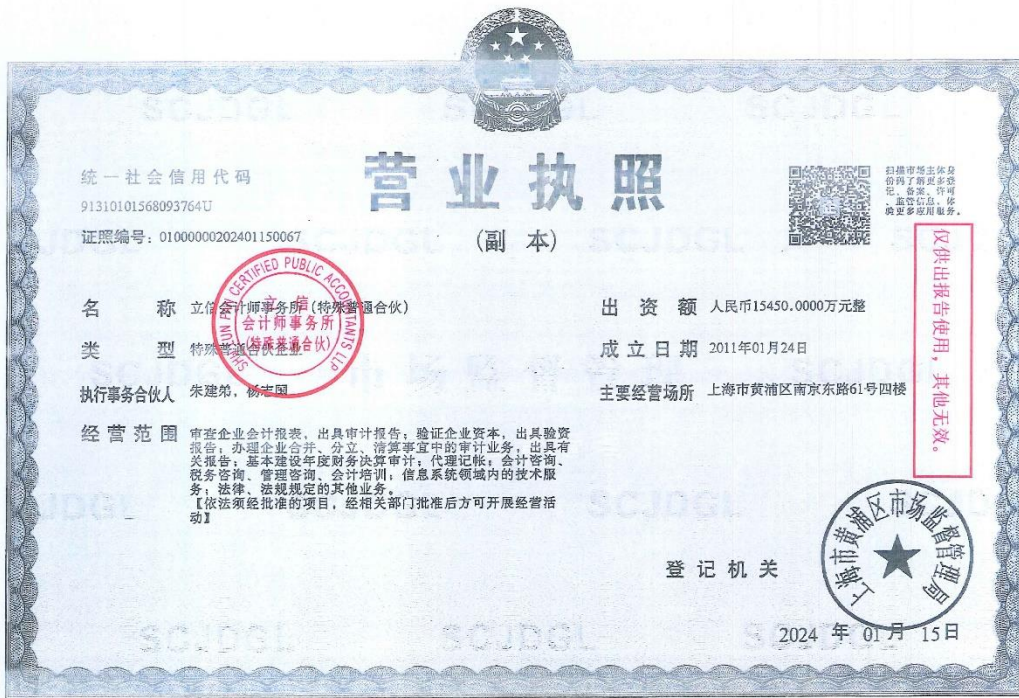 营业执照
(副 本)
统一社会信用代码
91310101568093764U
证照编号：01000000202401150067
扫描市场主体身
份码了解更多登
记、备案、许可
、监管信息，体
验更多应用服务。
名 称 立信会计师事务所（特殊普通合伙）
类 型 特殊普通合伙企业
执行事务合伙人 朱建弟，杨志国
经营范围 审查企业会计报表，出具审计报告；验证企业资本，出具验资
报告；办理企业合并、分立、清算事宜中的审计业务，出具有
关报告；基本建设年度财务决算审计；代理记帐；会计咨询、
税务咨询、管理咨询、会计培训；信息系统领域内的技术服
务；法律、法规规定的其他业务。
【依法须经批准的项目，经相关部门批准后方可开展经营活
动】
出 资 额 人民币15450.0000万元整
成立日期 2011年01月24日
主要经营场所 上海市黄浦区南京东路61号四楼
SHU LUN PAN CERTIFIED PUBLIC ACCOUNTANTS LLP
立 信
会计师事务所
(特殊普通合伙)
仅供出报告使用，其他无效。
登记机关
上海市黄浦区市场监督管理局
2024 年 01 月 15日
SCJDGL